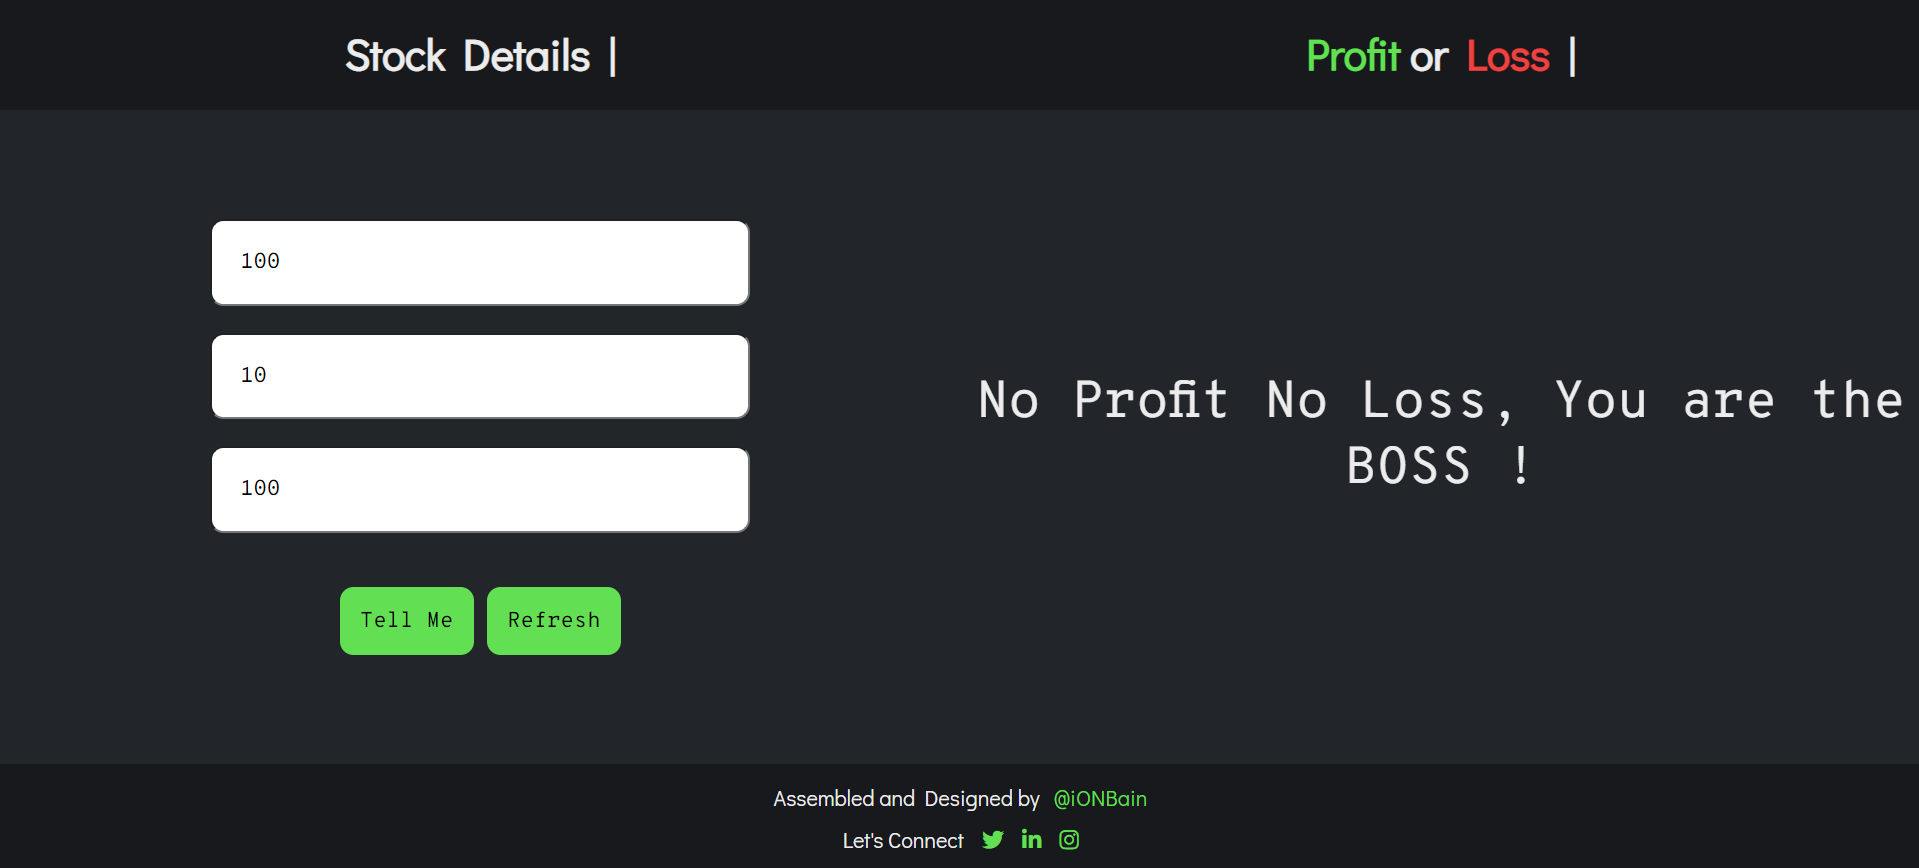 Stock Details |
Profit or Loss |
100
10
100
Tell Me
Refresh
No Profit No Loss, You are the
BOSS !
Assembled and Designed by @iONBain
Let's Connect